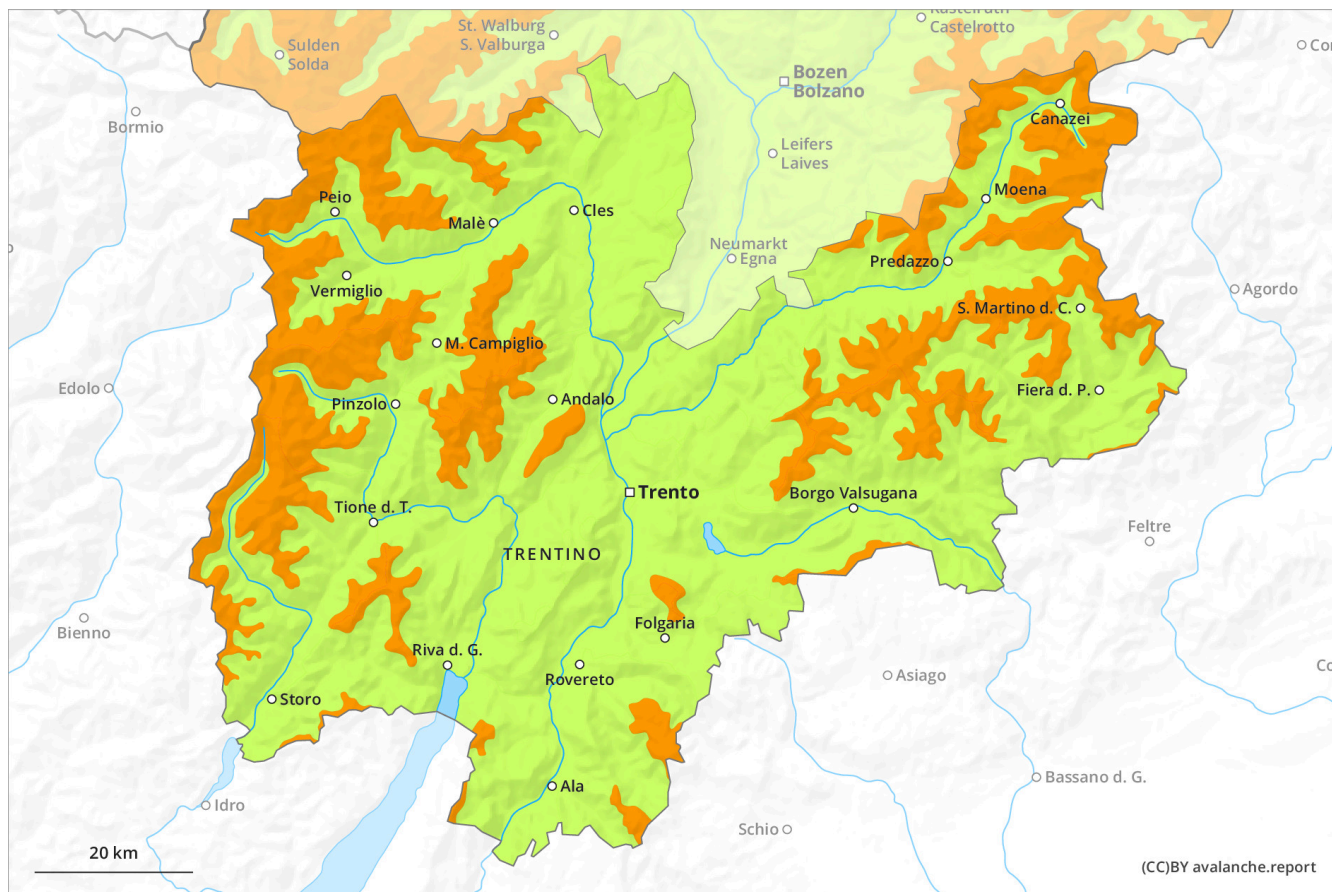 Kastelruth
Castelrotto
St. Walburg
S. Valburga
Sulden
Solda
Bozen
Bolzano
Bormio
Canazei
Leifers
Laives
Peio
Moena
Malè
Cles
Neumarkt
Egna
Predazzo
Vermiglio
Agordo
S. Martino d. C.
M. Campiglio
Edolo
Pinzolo
Andalo
Fiera d. P.
Trento
Borgo Valsugana
Tione d. T.
Feltre
TRENTINO
Bienno
Folgaria
Riva d. G.
Rovereto
Asiago
Storo
Ala
Bassano d. G.
Idro
Schio
20 km
(CC)BY avalanche.report